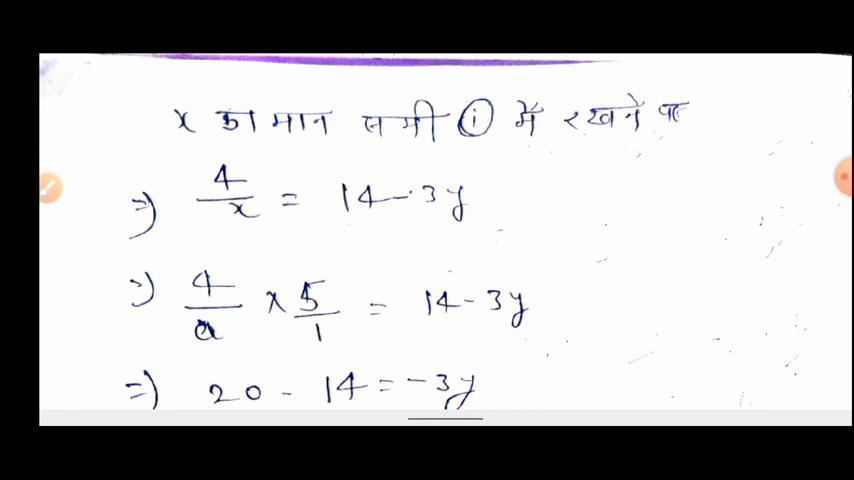 x का मान समी (i) में रखने पर
=> 4/x = 14 - 3y
=> 4/a × 5/1 = 14 - 3y
=> 20 - 14 = -3y